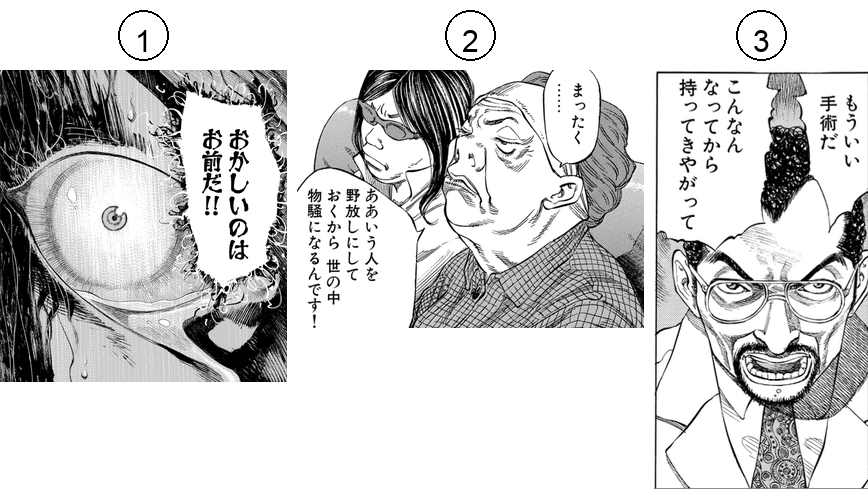 1
おかしいのは
お前だ!!
2
まったく
……
ああいう人を
野放しにして
おくから 世の中
物騒になるんです!
3
もういい
手術だ
こんなん
なってから
持ってきやがって